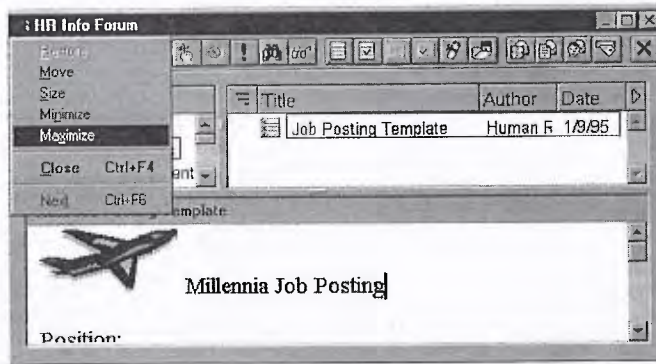 HR Info Forum
Restore
Move
Size
Minimize
Maximize
Close Ctrl+F4
Next Ctrl+F6
Title Author Date
Job Posting Template Human R 1/9/95
ent
emplate
Millennia Job Posting
Position: